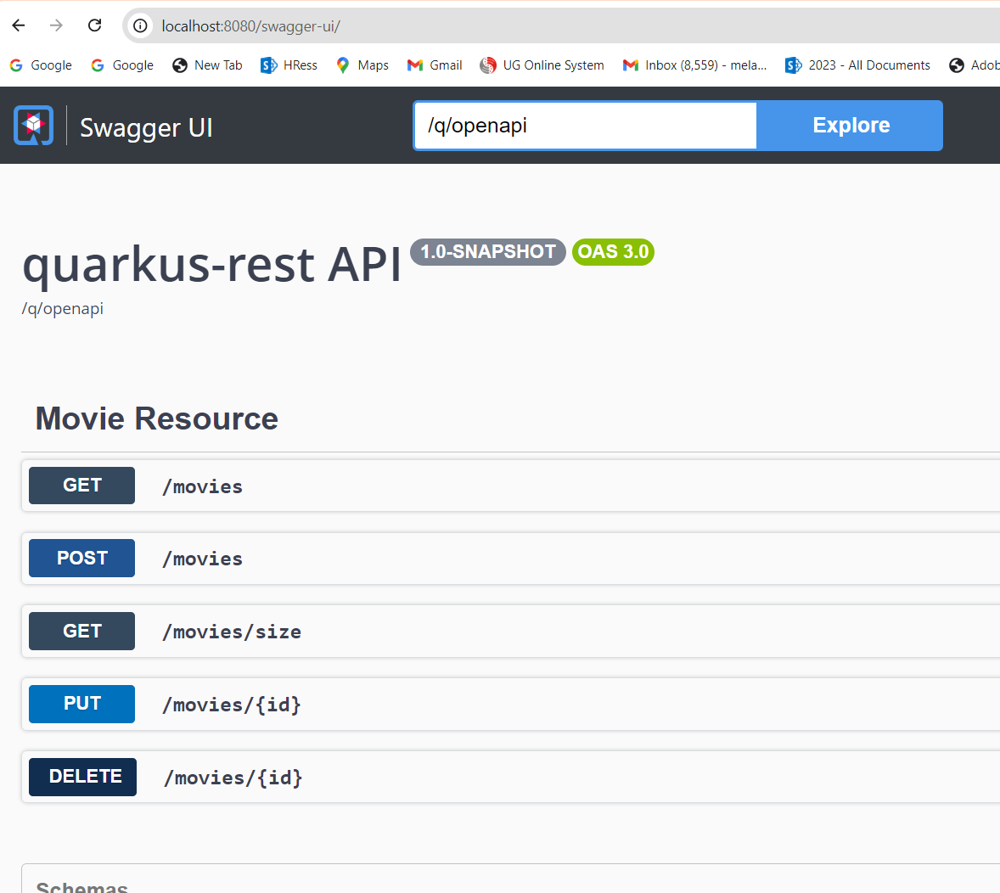 localhost:8080/swagger-ui/
Google Google New Tab HRess Maps Gmail UG Online System Inbox (8,559) - mela... 2023 - All Documents Adob
Swagger UI /q/openapi Explore
quarkus-rest API 1.0-SNAPSHOT OAS 3.0
/q/openapi
Movie Resource
GET /movies
POST /movies
GET /movies/size
PUT /movies/{id}
DELETE /movies/{id}
Schemas